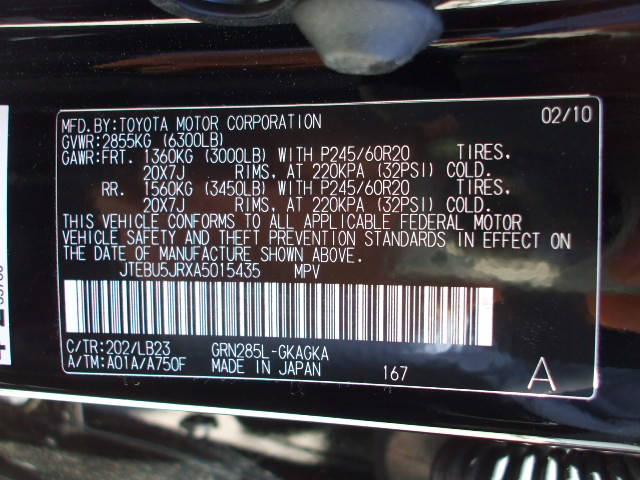 MFD.BY:TOYOTA MOTOR CORPORATION 02/10
GVWR:2855KG (6300LB)
GAWR:FRT. 1360KG (3000LB) WITH P245/60R20 TIRES,
20X7J RIMS, AT 220KPA (32PSI) COLD.
RR. 1560KG (3450LB) WITH P245/60R20 TIRES,
20X7J RIMS, AT 220KPA (32PSI) COLD.
THIS VEHICLE CONFORMS TO ALL APPLICABLE FEDERAL MOTOR
VEHICLE SAFETY AND THEFT PREVENTION STANDARDS IN EFFECT ON
THE DATE OF MANUFACTURE SHOWN ABOVE.
JTEBU5JRXA5015435 MPV
C/TR:202/LB23 GRN285L-GKAGKA
A/TM:A01A/A750F MADE IN JAPAN 167 A